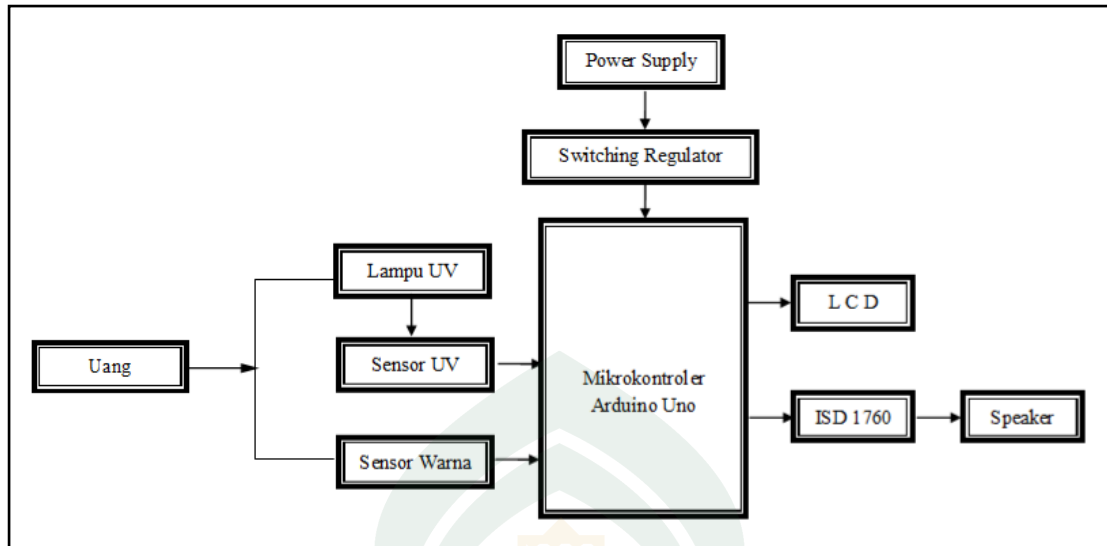 Power Supply
Switching Regulator
Lampu UV
L C D
Uang
Sensor UV
Mikrokontroler
Arduino Uno
ISD 1760
Speaker
Sensor Warna